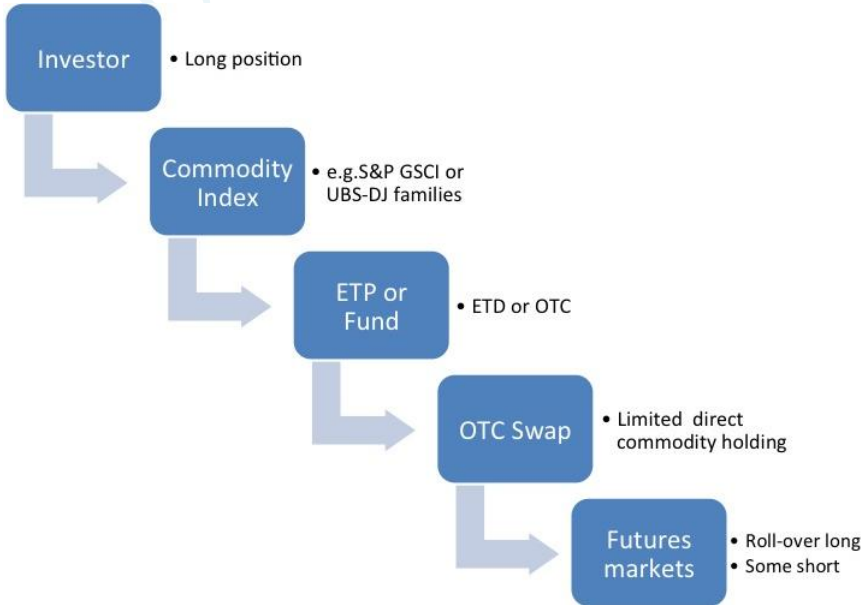 Investor
• Long position
Commodity
Index
• e.g.S&P GSCI or
UBS-DJ families
ETP or
Fund
• ETD or OTC
OTC Swap
• Limited direct
commodity holding
Futures
markets
• Roll-over long
• Some short